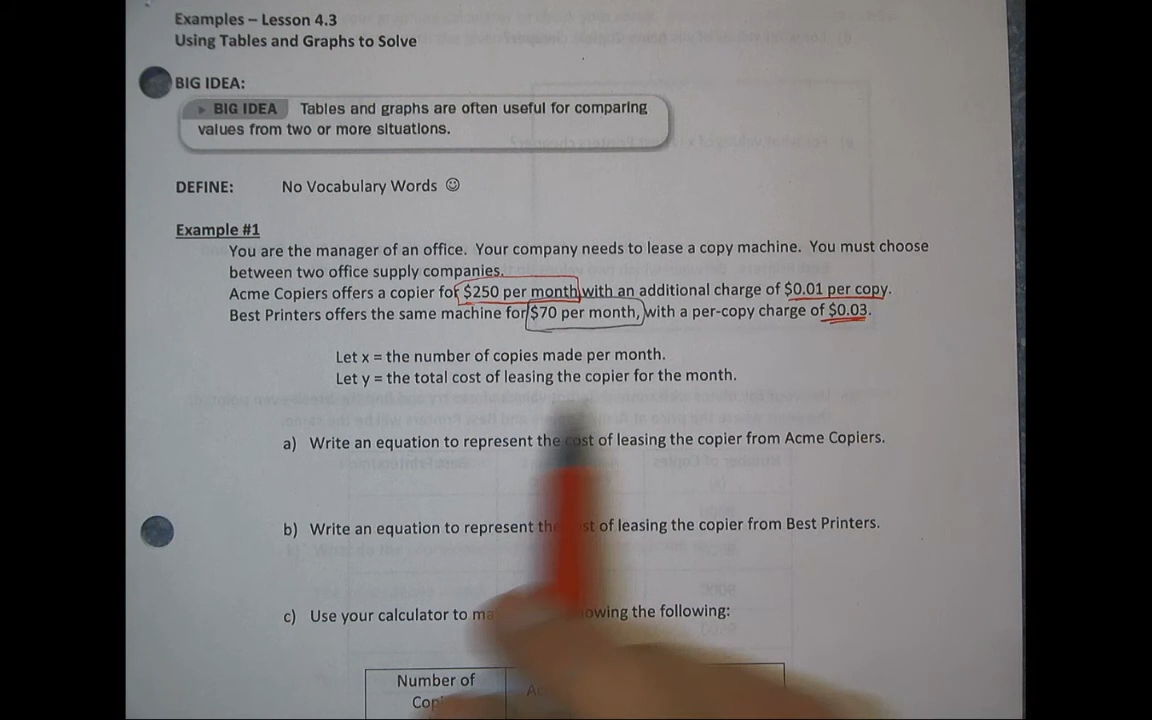 Examples – Lesson 4.3
Using Tables and Graphs to Solve
BIG IDEA:
▸ BIG IDEA Tables and graphs are often useful for comparing
values from two or more situations.
DEFINE: No Vocabulary Words ☺
Example #1
You are the manager of an office. Your company needs to lease a copy machine. You must choose
between two office supply companies.
Acme Copiers offers a copier for $250 per month with an additional charge of $0.01 per copy.
Best Printers offers the same machine for $70 per month, with a per-copy charge of $0.03.
Let x = the number of copies made per month.
Let y = the total cost of leasing the copier for the month.
a) Write an equation to represent the cost of leasing the copier from Acme Copiers.
b) Write an equation to represent the of leasing the copier from Best Printers.
c) Use your calculator to the following:
Number of